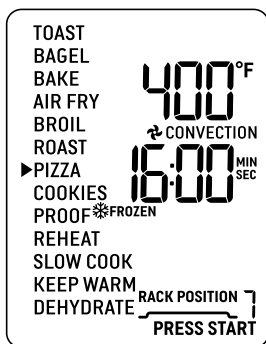 TOAST
BAGEL
BAKE
AIR FRY
BROIL
ROAST
PIZZA
COOKIES
PROOF
REHEAT
SLOW COOK
KEEP WARM
DEHYDRATE
400°F
CONVECTION
16:00 MIN SEC
FROZEN
RACK POSITION 7
PRESS START